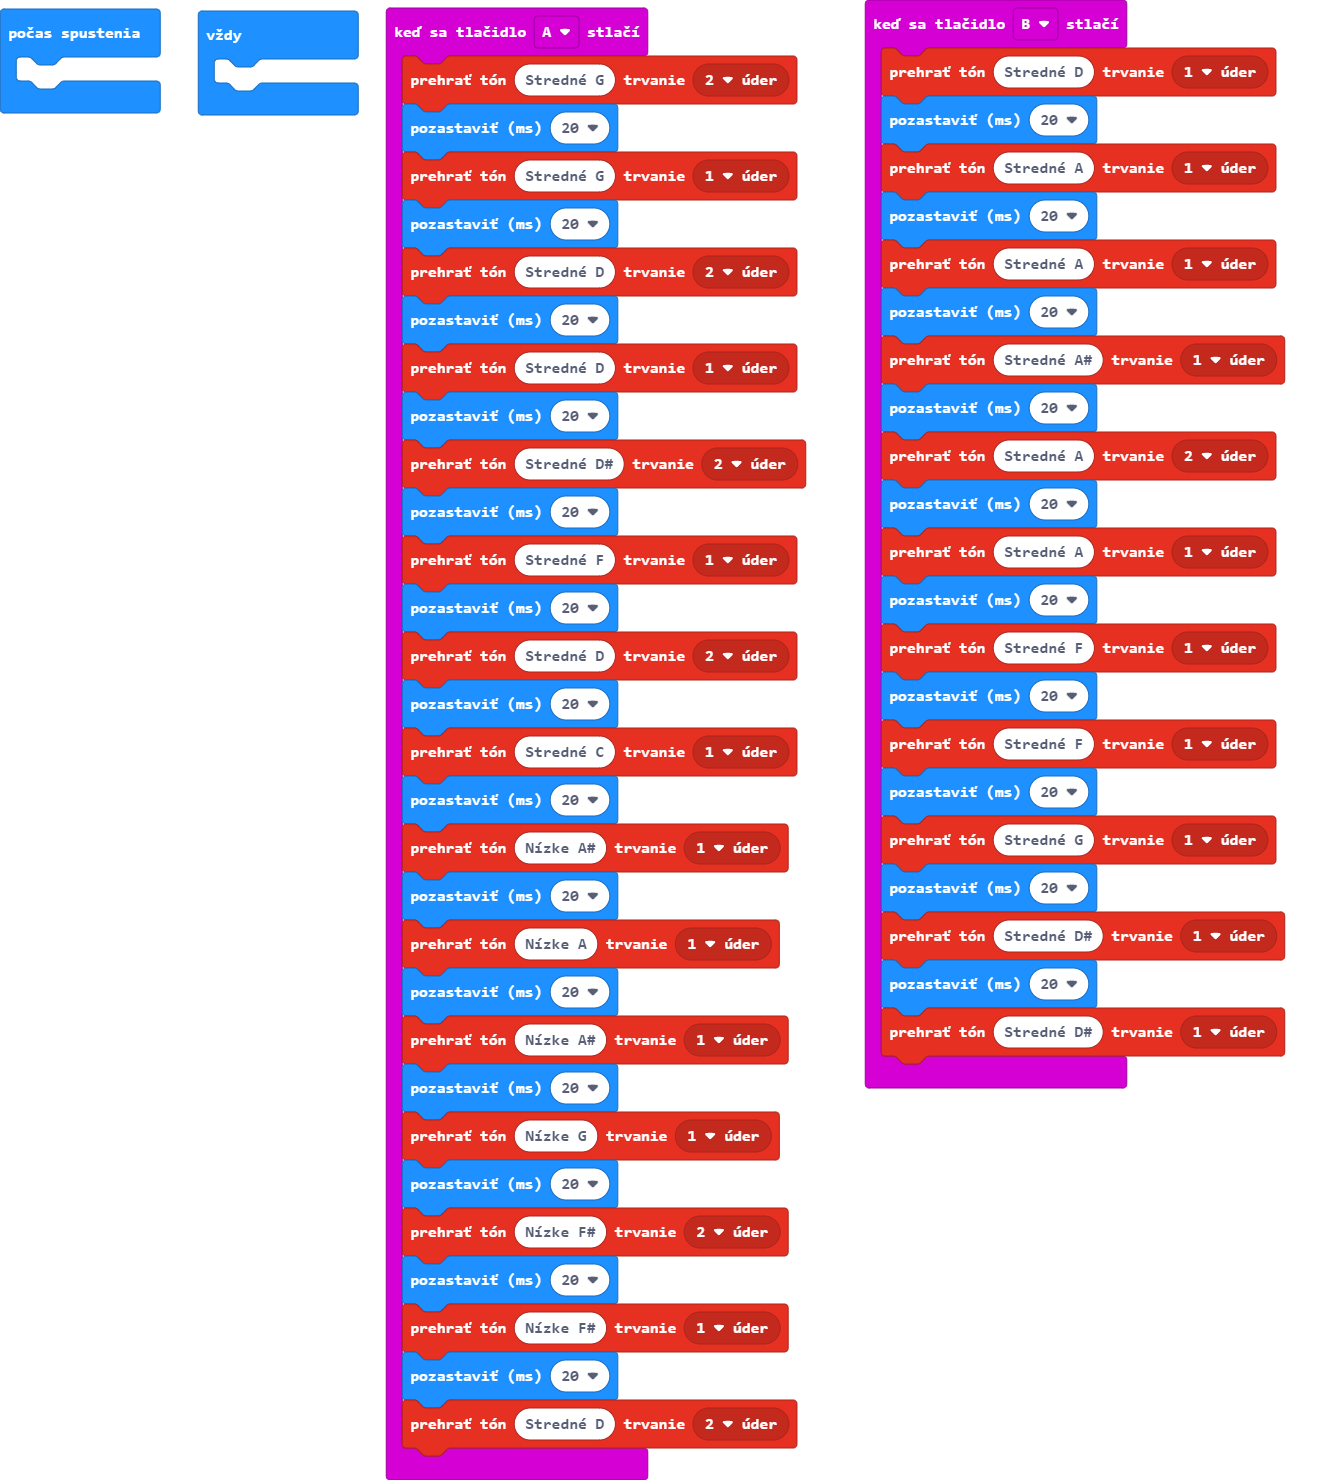 počas spustenia
vždy
keď sa tlačidlo A stlačí
prehrať tón Stredné G trvanie 2 úder
pozastaviť (ms) 20
prehrať tón Stredné G trvanie 1 úder
pozastaviť (ms) 20
prehrať tón Stredné D trvanie 2 úder
pozastaviť (ms) 20
prehrať tón Stredné D trvanie 1 úder
pozastaviť (ms) 20
prehrať tón Stredné D# trvanie 2 úder
pozastaviť (ms) 20
prehrať tón Stredné F trvanie 1 úder
pozastaviť (ms) 20
prehrať tón Stredné D trvanie 2 úder
pozastaviť (ms) 20
prehrať tón Stredné C trvanie 1 úder
pozastaviť (ms) 20
prehrať tón Nízke A# trvanie 1 úder
pozastaviť (ms) 20
prehrať tón Nízke A trvanie 1 úder
pozastaviť (ms) 20
prehrať tón Nízke A# trvanie 1 úder
pozastaviť (ms) 20
prehrať tón Nízke G trvanie 1 úder
pozastaviť (ms) 20
prehrať tón Nízke F# trvanie 2 úder
pozastaviť (ms) 20
prehrať tón Nízke F# trvanie 1 úder
pozastaviť (ms) 20
prehrať tón Stredné D trvanie 2 úder
keď sa tlačidlo B stlačí
prehrať tón Stredné D trvanie 1 úder
pozastaviť (ms) 20
prehrať tón Stredné A trvanie 1 úder
pozastaviť (ms) 20
prehrať tón Stredné A trvanie 1 úder
pozastaviť (ms) 20
prehrať tón Stredné A# trvanie 1 úder
pozastaviť (ms) 20
prehrať tón Stredné A trvanie 2 úder
pozastaviť (ms) 20
prehrať tón Stredné A trvanie 1 úder
pozastaviť (ms) 20
prehrať tón Stredné F trvanie 1 úder
pozastaviť (ms) 20
prehrať tón Stredné F trvanie 1 úder
pozastaviť (ms) 20
prehrať tón Stredné G trvanie 1 úder
pozastaviť (ms) 20
prehrať tón Stredné D# trvanie 1 úder
pozastaviť (ms) 20
prehrať tón Stredné D# trvanie 1 úder